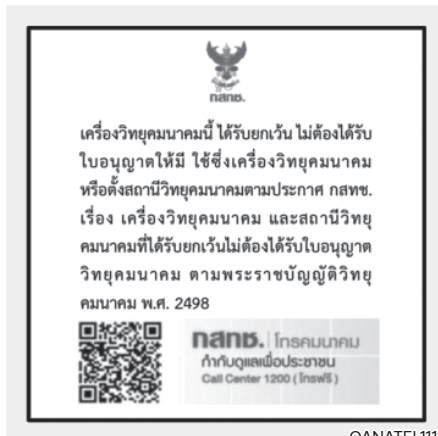 กสทช.
เครื่องวิทยุคมนาคมนี้ ได้รับยกเว้น ไม่ต้องได้รับ
ใบอนุญาตให้มี ใช้ซึ่งเครื่องวิทยุคมนาคม
หรือตั้งสถานีวิทยุคมนาคมตามประกาศ กสทช.
เรื่อง เครื่องวิทยุคมนาคม และสถานีวิทยุ
คมนาคมที่ได้รับยกเว้นไม่ต้องได้รับใบอนุญาต
วิทยุคมนาคม ตามพระราชบัญญัติวิทยุ
คมนาคม พ.ศ. 2498
กสทช. โทรคมนาคม
กำกับดูแลเพื่อประชาชน
Call Center 1200 (โทรฟรี)